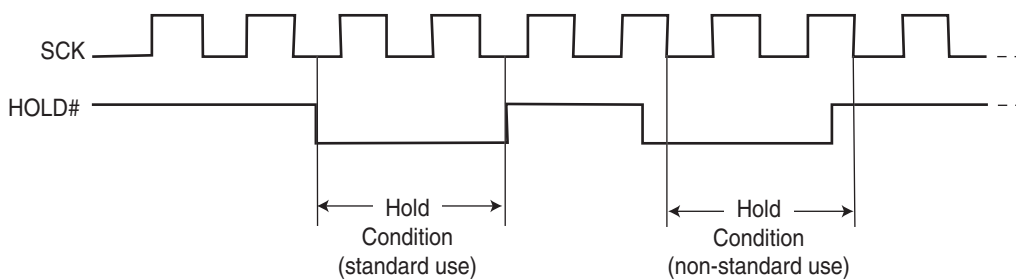 SCK
HOLD#
Hold
Condition
(standard use)
Hold
Condition
(non-standard use)